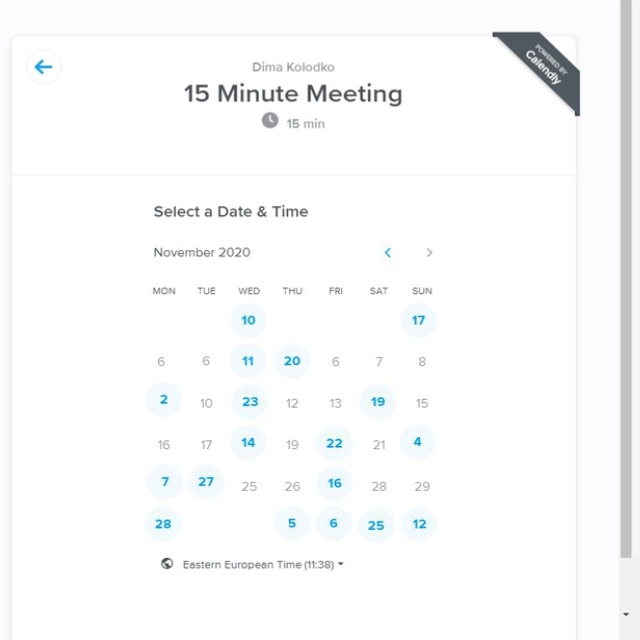 POWERED BY
Calendly
Dima Kolodko
15 Minute Meeting
15 min
Select a Date & Time
November 2020
MON TUE WED THU FRI SAT SUN
10 17
6 6 11 20 6 7 8
2 10 23 12 13 19 15
16 17 14 19 22 21 4
7 27 25 26 16 28 29
28 5 6 25 12
Eastern European Time (11:38)